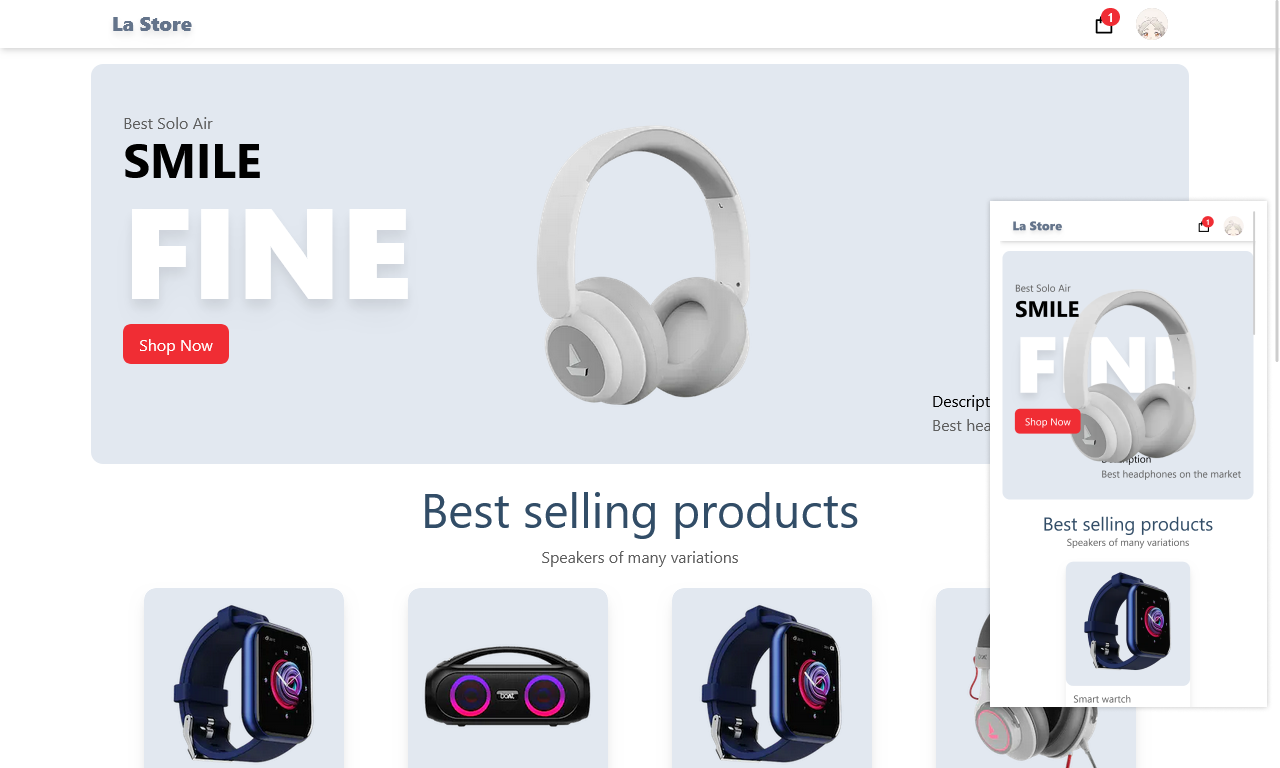 La Store
1
Best Solo Air
SMILE
FINE
Shop Now
Descript
Best hea
Best selling products
Speakers of many variations
La Store
1
Best Solo Air
SMILE
FINE
Shop Now
Description
Best headphones on the market
Best selling products
Speakers of many variations
Smart wartch